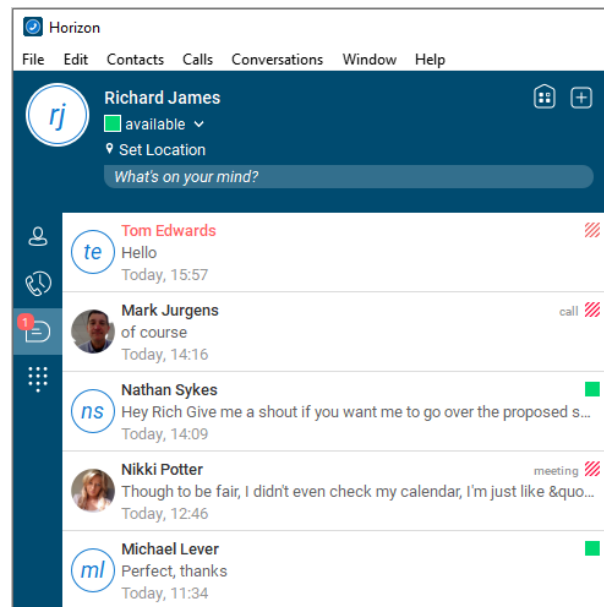 Horizon
File Edit Contacts Calls Conversations Window Help
rj
Richard James
available
Set Location
What's on your mind?
te
Tom Edwards
Hello
Today, 15:57
Mark Jurgens
call
of course
Today, 14:16
1
ns
Nathan Sykes
Hey Rich Give me a shout if you want me to go over the proposed s...
Today, 14:09
Nikki Potter
meeting
Though to be fair, I didn't even check my calendar, I'm just like &quo...
Today, 12:46
ml
Michael Lever
Perfect, thanks
Today, 11:34